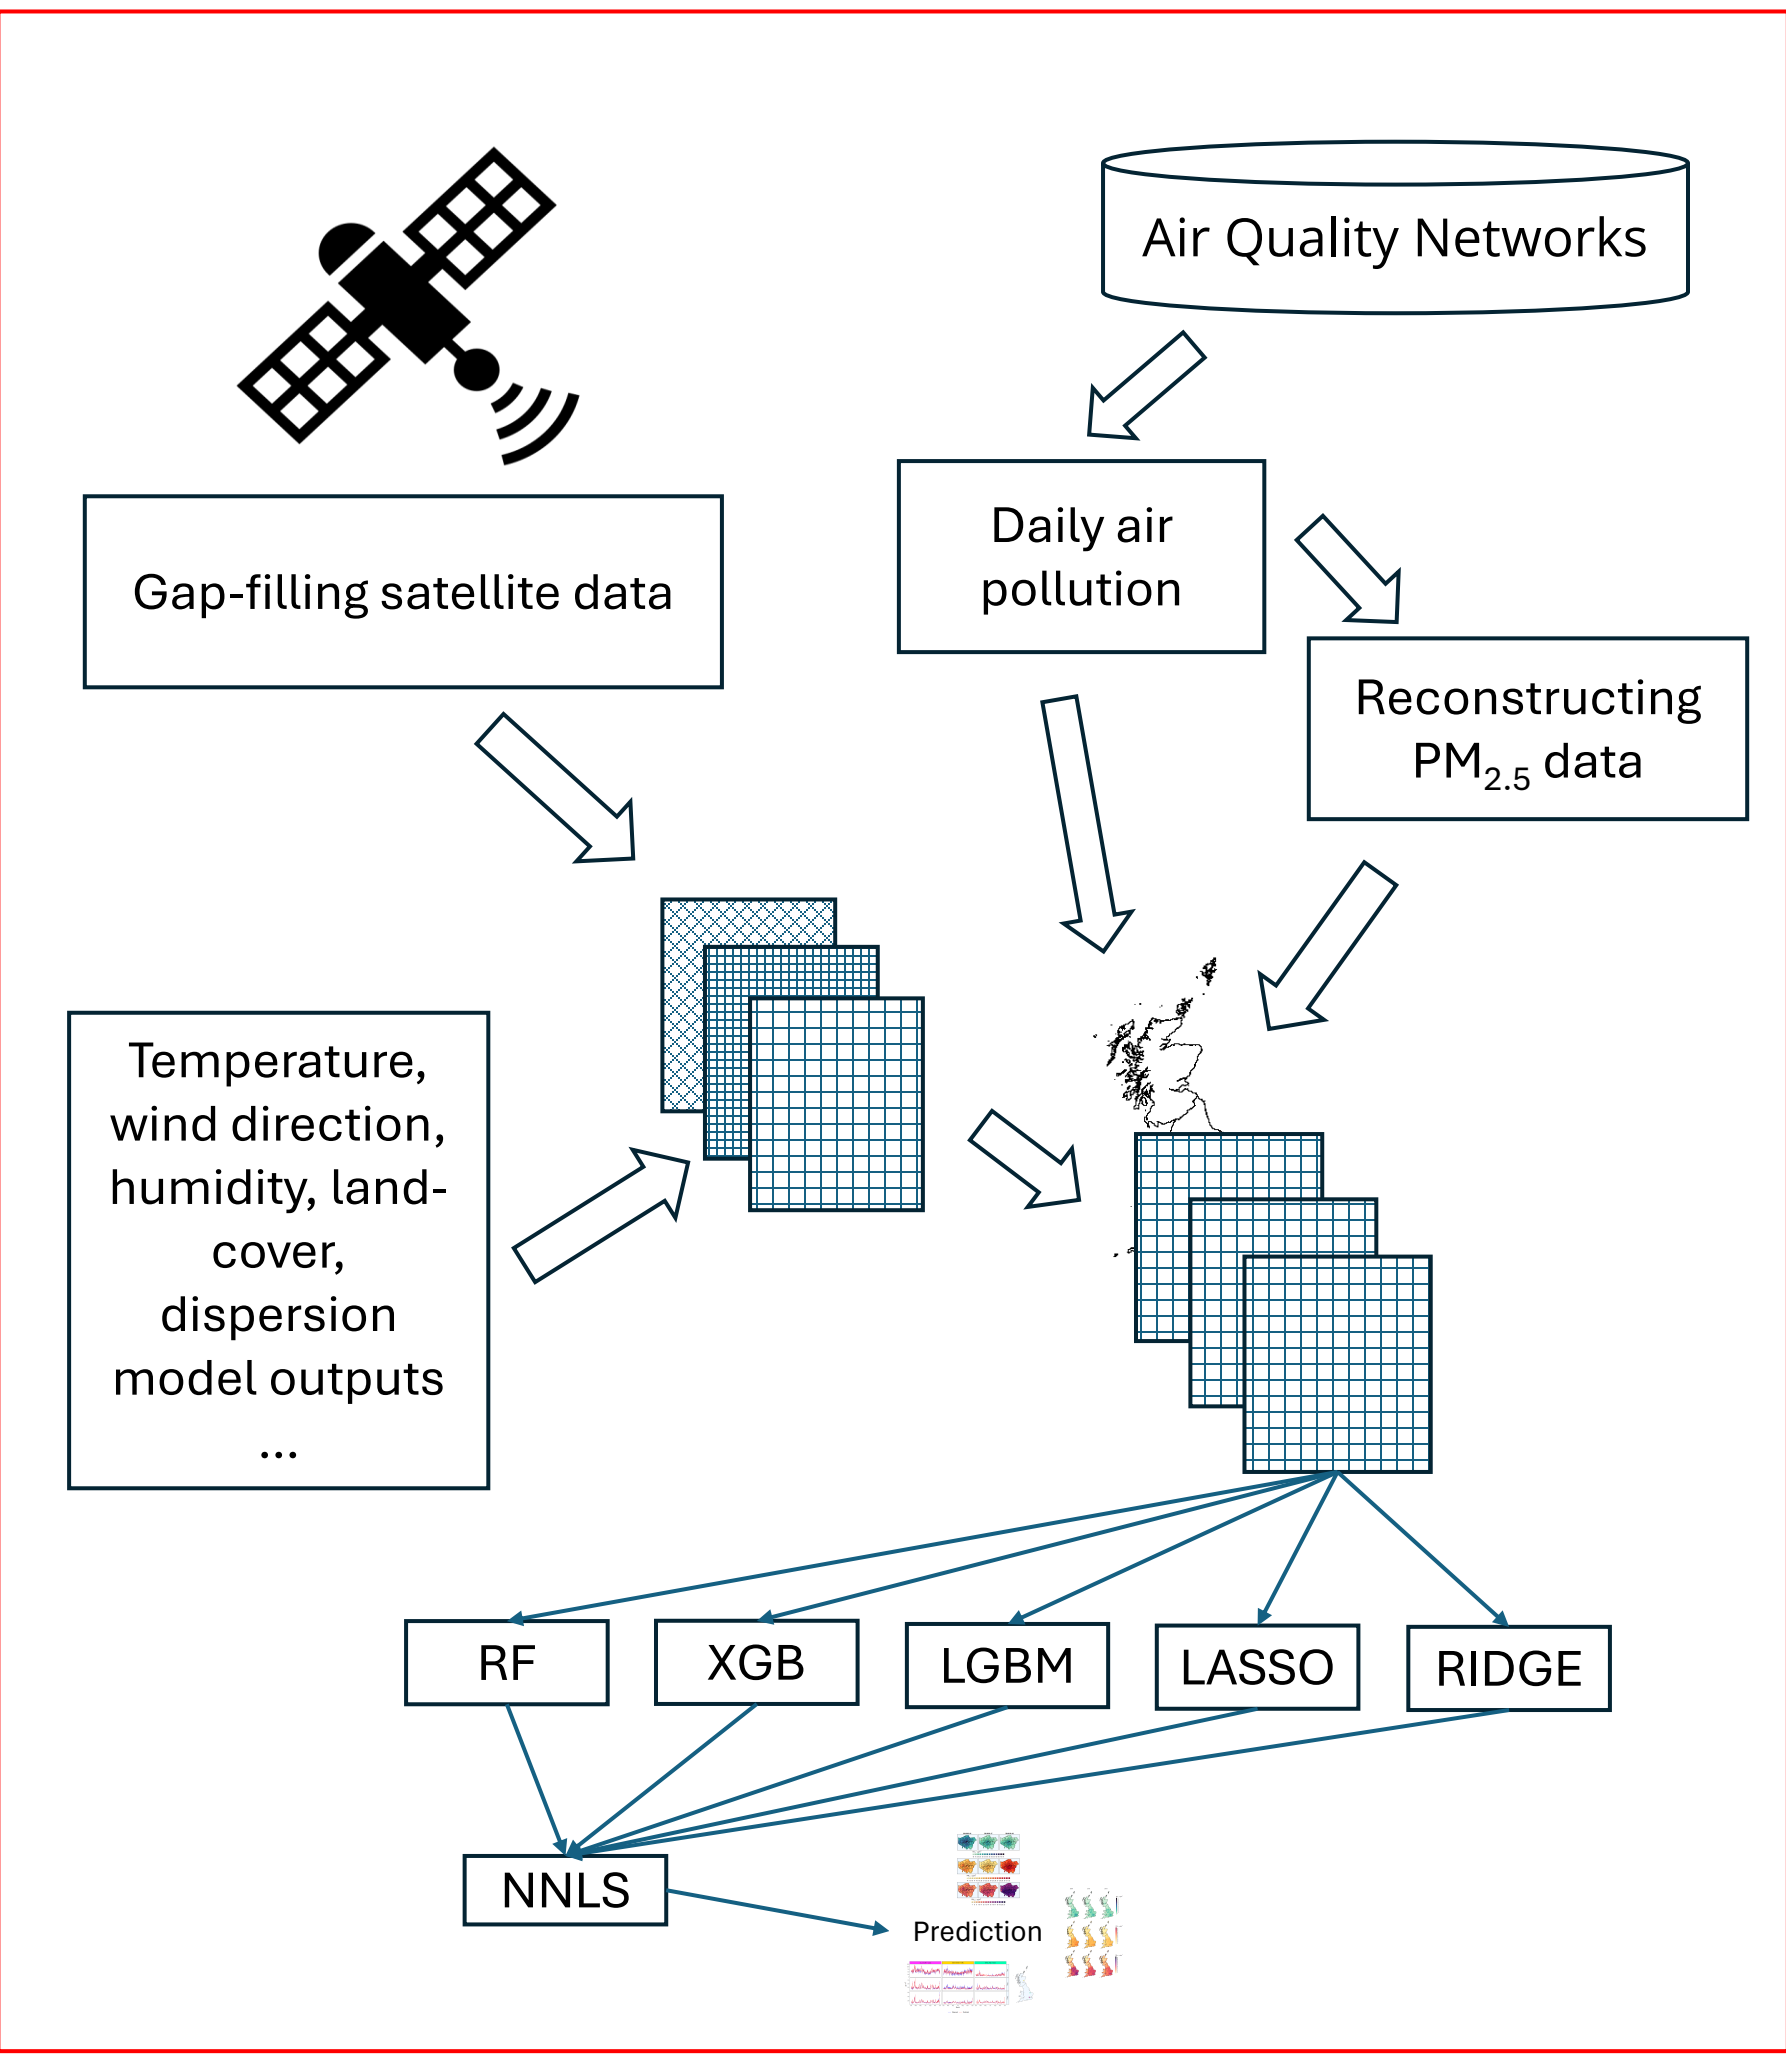 Air Quality Networks
Gap-filling satellite data
Daily air
pollution
Reconstructing
PM2.5 data
Temperature,
wind direction,
humidity, land-
cover,
dispersion
model outputs
...
RF
XGB
LGBM
LASSO
RIDGE
NNLS
Prediction